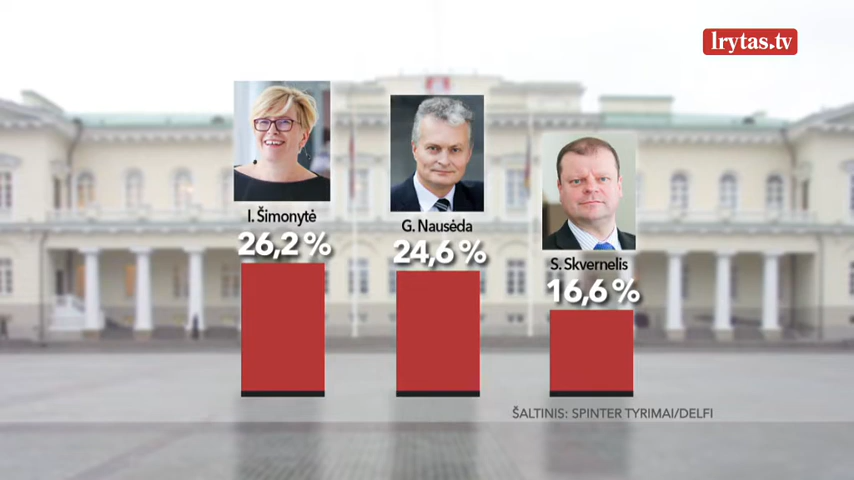 lrytas.tv
I. Šimonytė
26,2 %
G. Nausėda
24,6 %
S. Skvernelis
16,6 %
ŠALTINIS: SPINTER TYRIMAI/DELFI